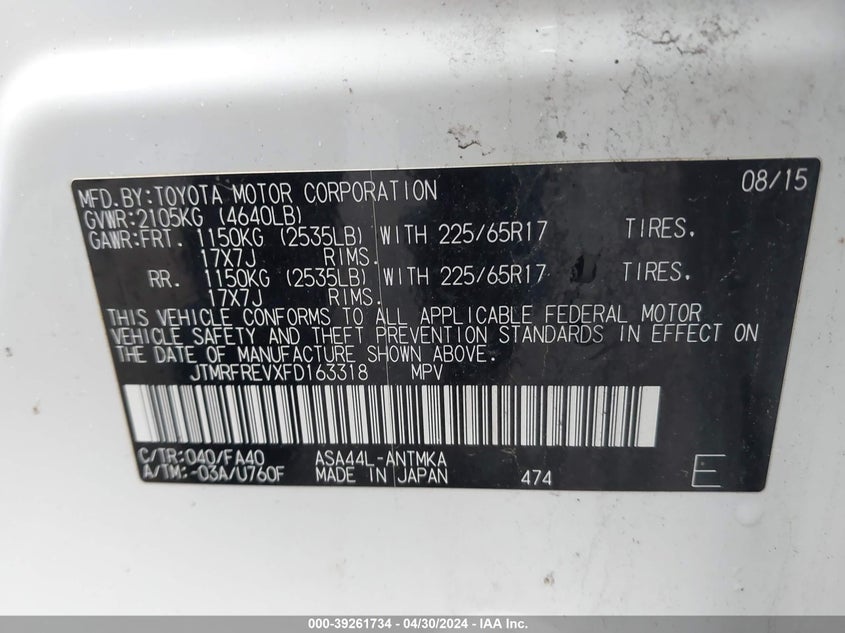 MFD.BY:TOYOTA MOTOR CORPORATION 08/15
GVWR:2105KG (4640LB)
GAWR:FRT. 1150KG (2535LB) WITH 225/65R17 TIRES.
17X7J RIMS.
RR. 1150KG (2535LB) WITH 225/65R17 TIRES.
17X7J RIMS.
THIS VEHICLE CONFORMS TO ALL APPLICABLE FEDERAL MOTOR
VEHICLE SAFETY AND THEFT PREVENTION STANDARDS IN EFFECT ON
THE DATE OF MANUFACTURE SHOWN ABOVE.
JTMRFREVXFD163318 MPV
C/TR:040/FA40 ASA44L-ANTMKA
A/TM:-03A/U760F MADE IN JAPAN 474 E
000-39261734 - 04/30/2024 - IAA Inc.